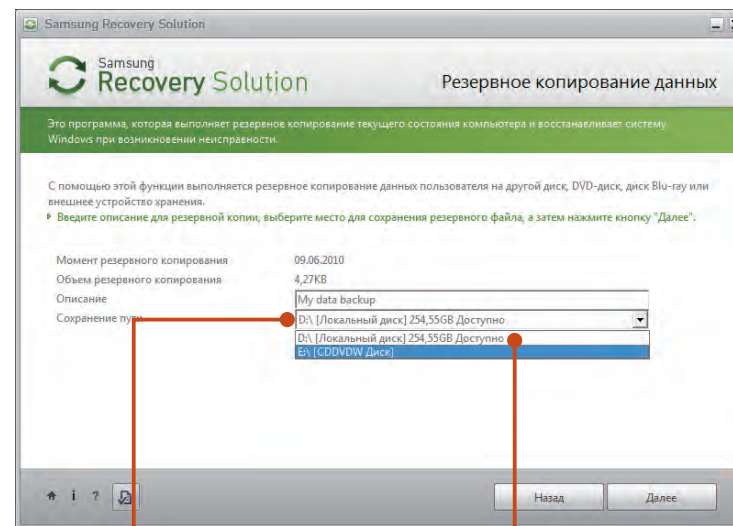 Samsung Recovery Solution
Samsung
Recovery Solution
Резервное копирование данных
Это программа, которая выполняет резервное копирование текущего состояния компьютера и восстанавливает систему
Windows при возникновении неисправности.
С помощью этой функции выполняется резервное копирование данных пользователя на другой диск, DVD-диск, диск Blu-ray или
внешнее устройство хранения.
Введите описание для резервной копии, выберите место для сохранения резервного файла, а затем нажмите кнопку "Далее".
Момент резервного копирования 09.06.2010
Объем резервного копирования 4,27KB
Описание My data backup
Сохранение пути D:\ [Локальный диск] 254,55GB Доступно
D:\ [Локальный диск] 254,55GB Доступно
E:\ [CDDVDW Диск]
i ? Назад Далее